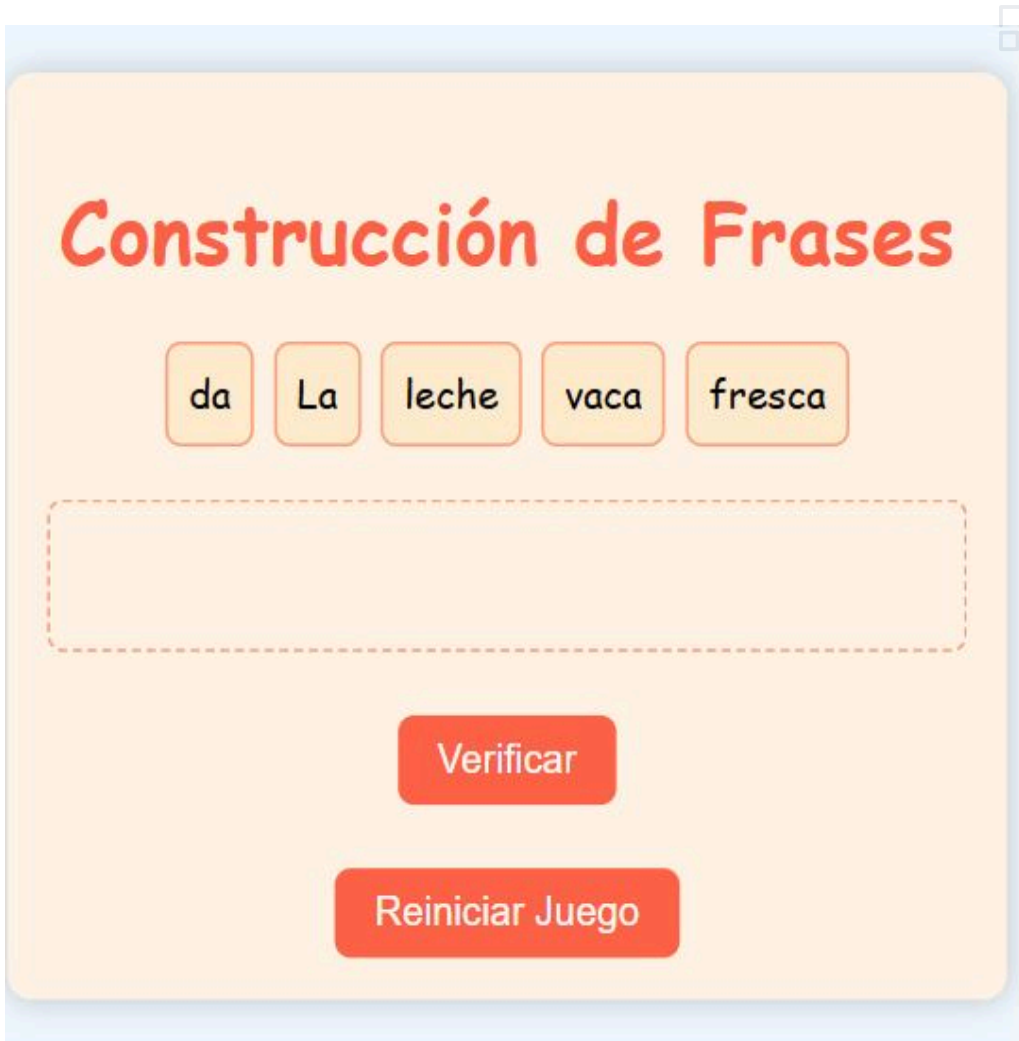 Construcción de Frases
da La leche vaca fresca
Verificar
Reiniciar Juego